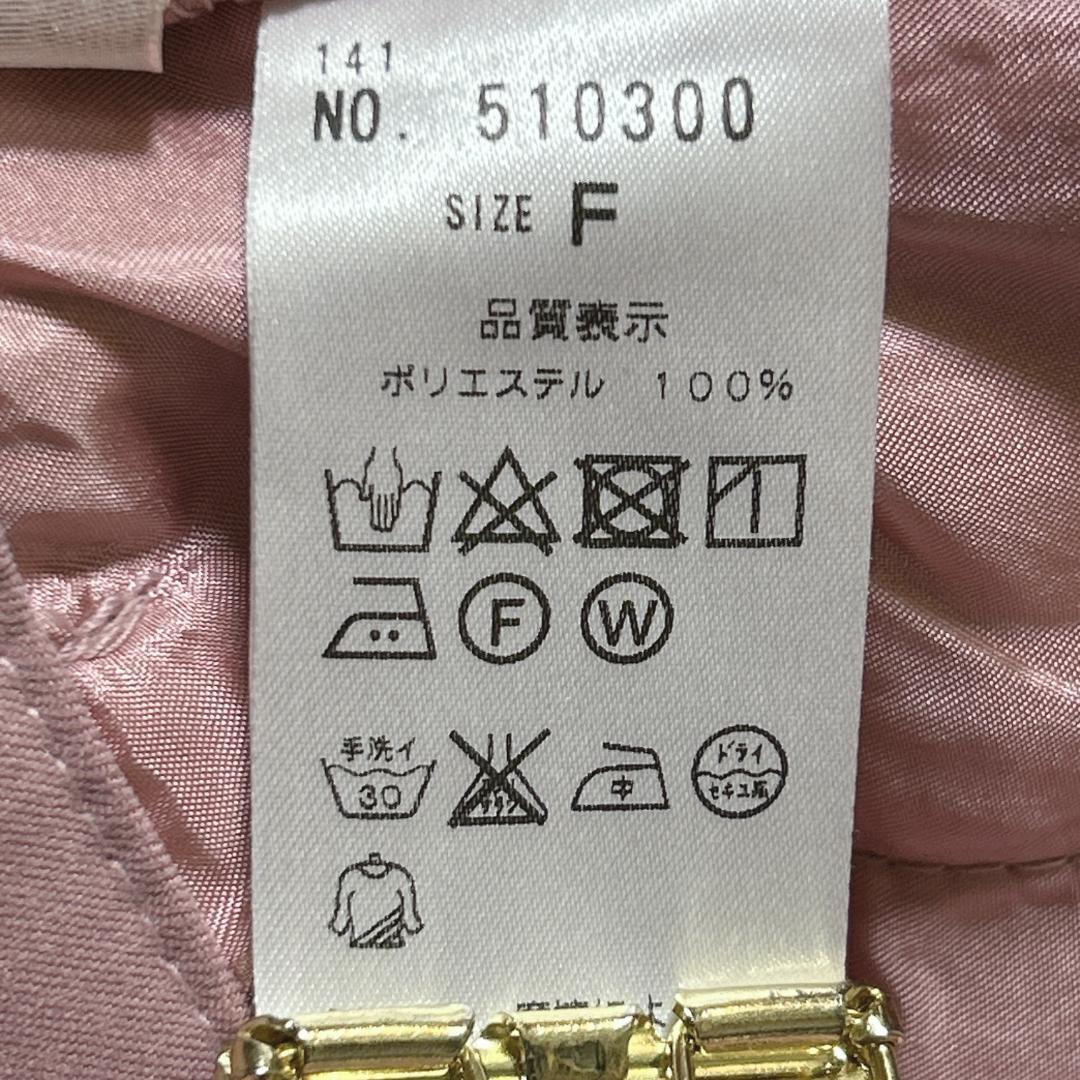 141
NO. 510300
SIZE F
品質表示
ポリエステル 100%
F W
手洗イ
30
中
ドライ
セキユ系